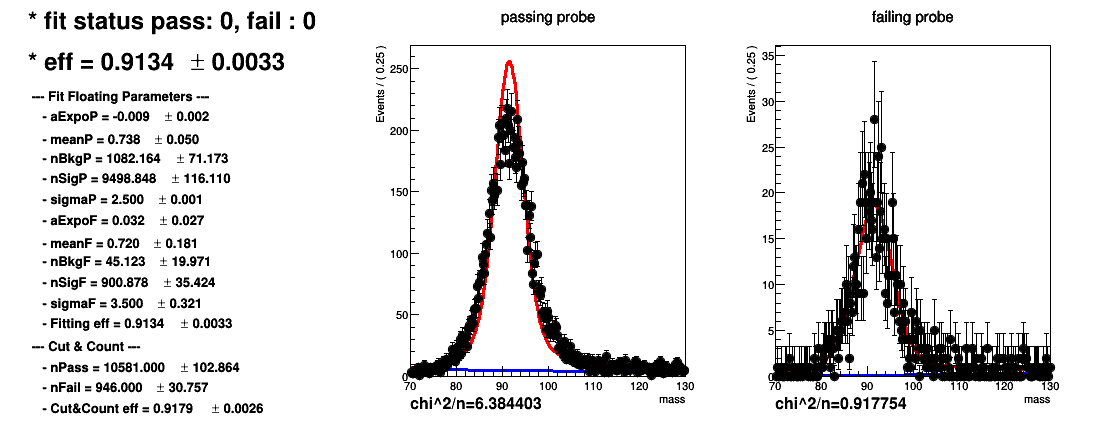 * fit status pass: 0, fail : 0
* eff = 0.9134 ± 0.0033
--- Fit Floating Parameters ---
- aExpoP = -0.009 ± 0.002
- meanP = 0.738 ± 0.050
- nBkgP = 1082.164 ± 71.173
- nSigP = 9498.848 ± 116.110
- sigmaP = 2.500 ± 0.001
- aExpoF = 0.032 ± 0.027
- meanF = 0.720 ± 0.181
- nBkgF = 45.123 ± 19.971
- nSigF = 900.878 ± 35.424
- sigmaF = 3.500 ± 0.321
- Fitting eff = 0.9134 ± 0.0033
--- Cut & Count ---
- nPass = 10581.000 ± 102.864
- nFail = 946.000 ± 30.757
- Cut&Count eff = 0.9179 ± 0.0026
passing probe
Events / ( 0.25 )
250
200
150
100
50
0
70 80 90 100 110 120 130
mass
chi^2/n=6.384403
failing probe
Events / ( 0.25 )
35
30
25
20
15
10
5
0
70 80 90 100 110 120 130
mass
chi^2/n=0.917754